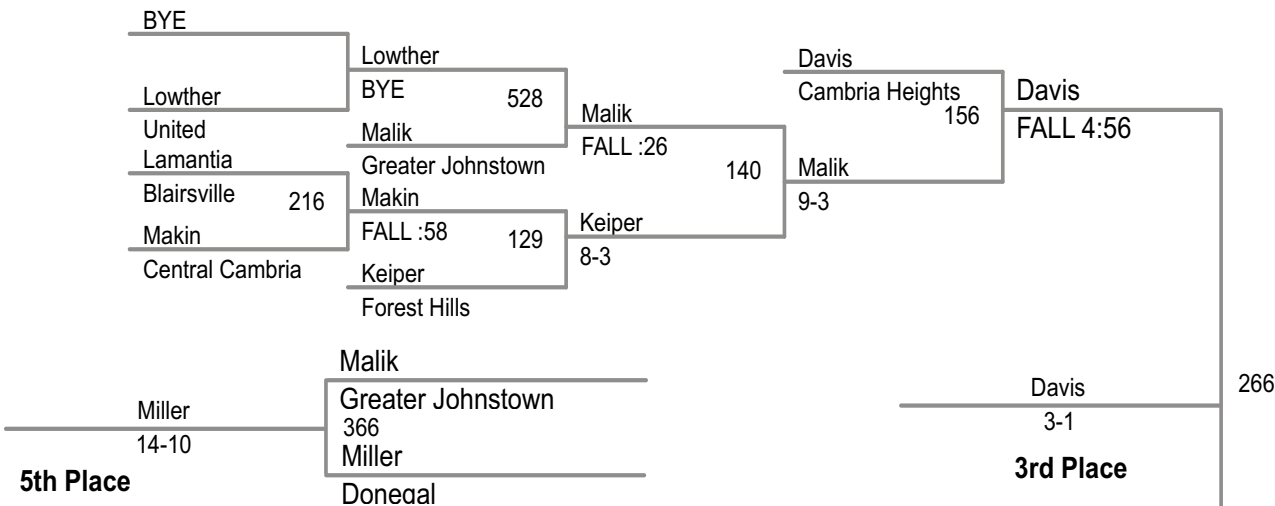 BYE
Lowther
United
Lamantia
Blairsville
216
Makin
Central Cambria
Lowther
BYE
528
Malik
Greater Johnstown
Makin
FALL :58
129
Keiper
Forest Hills
Malik
FALL :26
140
Keiper
8-3
Davis
Cambria Heights
156
Malik
9-3
Davis
FALL 4:56
266
Malik
Greater Johnstown
366
Miller
Donegal
Miller
14-10
5th Place
Davis
3-1
3rd Place